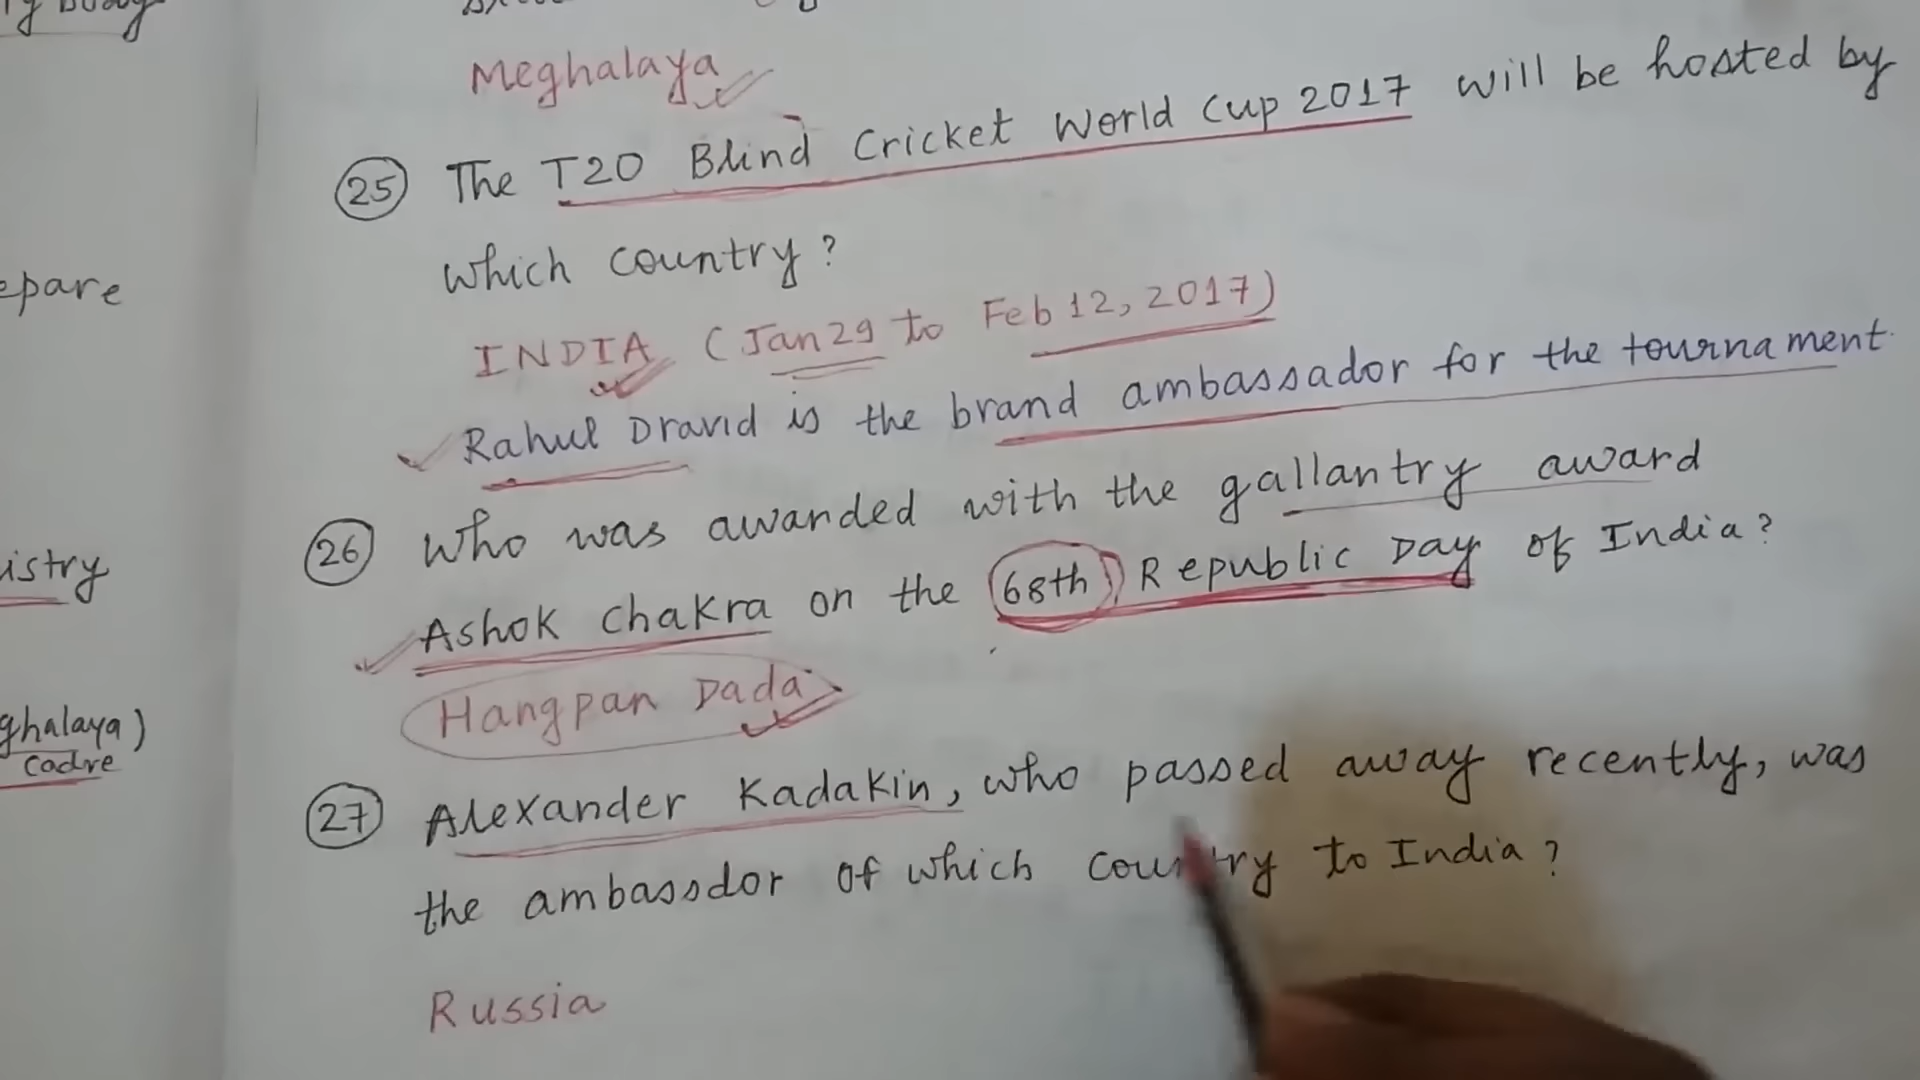 epare
istry
ghalaya)
cadre
Meghalaya
25 The T20 Blind Cricket World Cup 2017 will be hosted by
which country?
INDIA (Jan 29 to Feb 12, 2017)
Rahul Dravid is the brand ambassador for the tournament.
26 Who was awarded with the gallantry award
Ashok Chakra on the 68th Republic Day of India?
Hangpan Dada
27 Alexander Kadakin, who passed away recently, was
the ambassdor of which country to India?
Russia